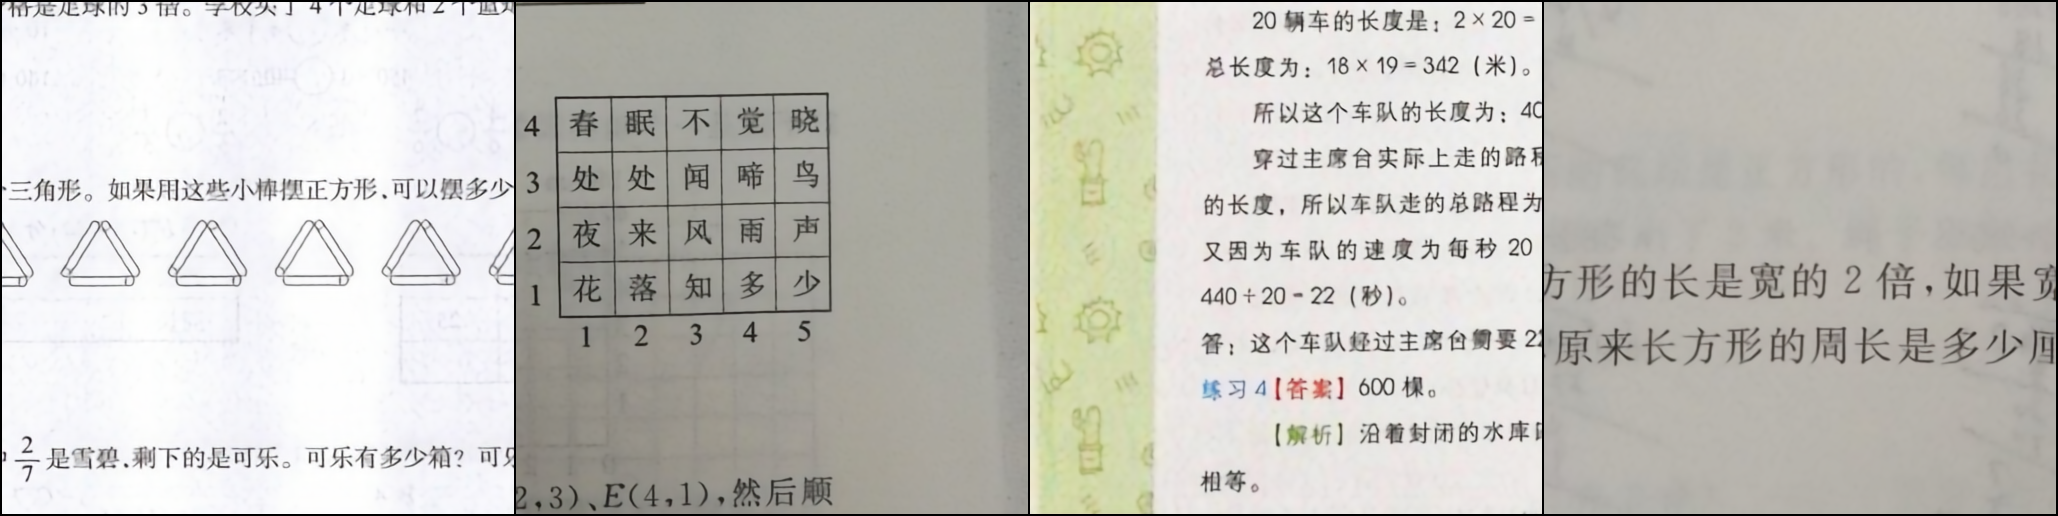 格是足球的3倍。学校买了4个足球和2个篮球
三角形。如果用这些小棒摆正方形,可以摆多少
2/7 是雪碧,剩下的是可乐。可乐有多少箱?可
4 春 眠 不 觉 晓
3 处 处 闻 啼 鸟
2 夜 来 风 雨 声
1 花 落 知 多 少
1 2 3 4 5
2,3)、E(4,1),然后顺
20 辆车的长度是:2×20=
总长度为:18×19=342(米)。
所以这个车队的长度为:40
穿过主席台实际上走的路程
的长度,所以车队走的总路程为
又因为车队的速度为每秒 20
440÷20=22(秒)。
答:这个车队经过主席台需要 22
练习 4【答案】600 棵。
【解析】沿着封闭的水库
相等。
方形的长是宽的 2 倍,如果宽
原来长方形的周长是多少厘